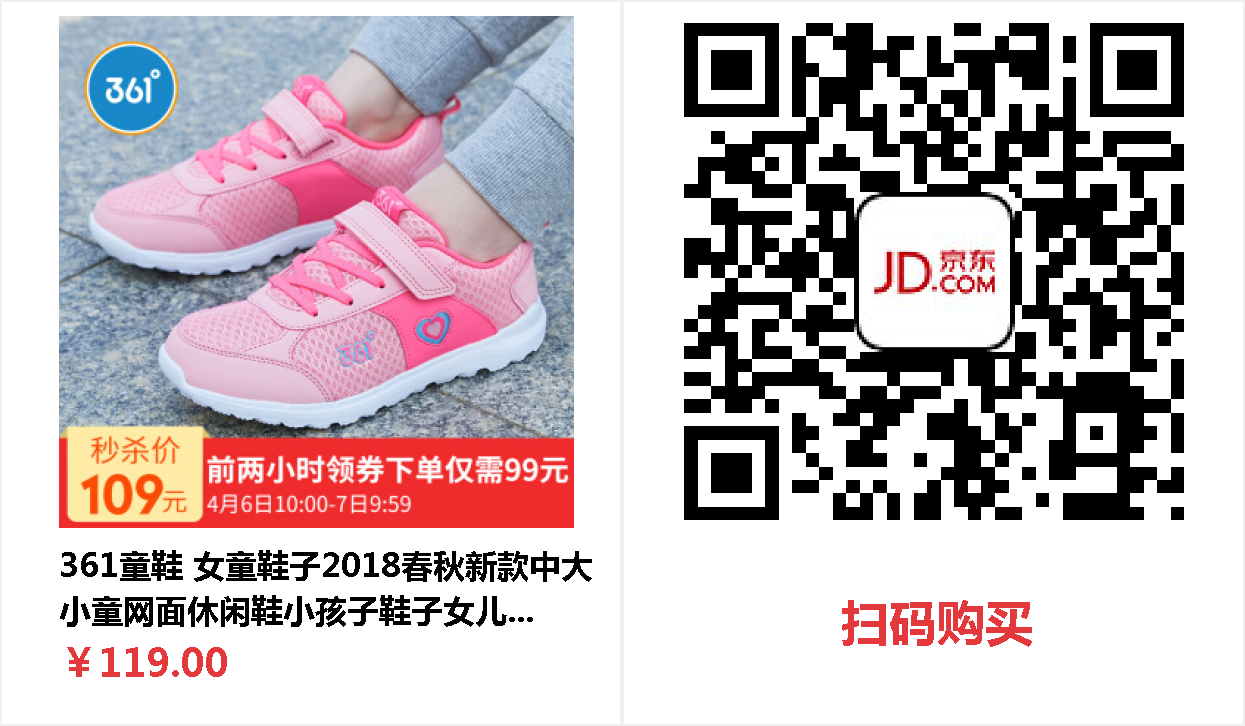 361°
361°
361°
秒杀价
109元
前两小时领券下单仅需99元
4月6日10:00-7日9:59
361童鞋 女童鞋子2018春秋新款中大
小童网面休闲鞋小孩子鞋子女儿...
￥119.00
JD京东
.COM
扫码购买